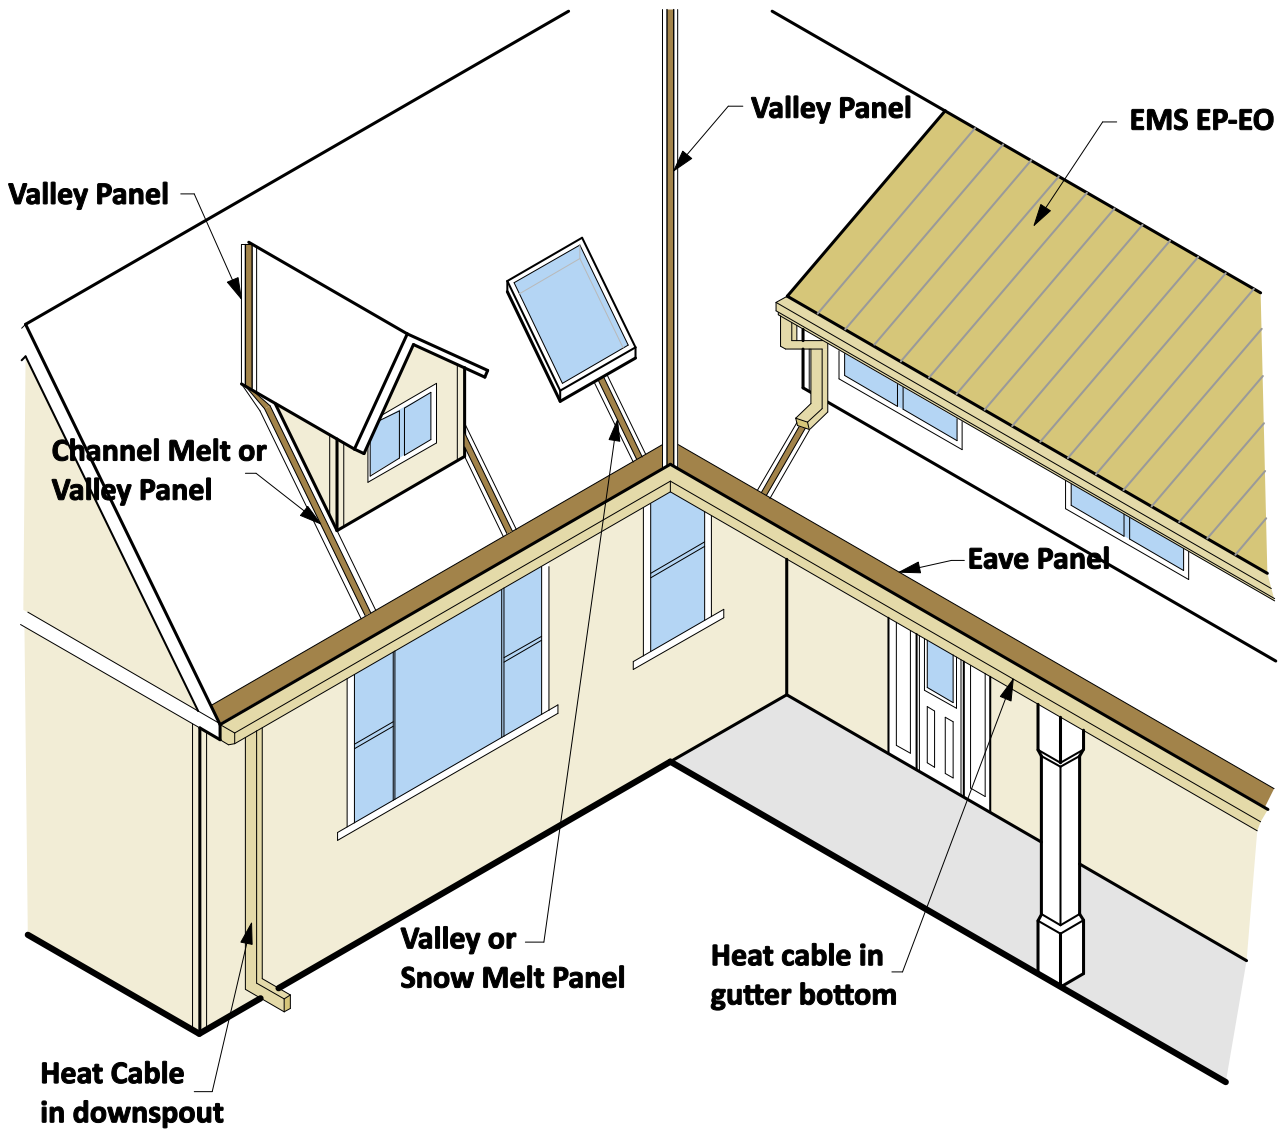 Valley Panel
EMS EP-EO
Valley Panel
Channel Melt or
Valley Panel
Eave Panel
Valley or
Snow Melt Panel
Heat cable in
gutter bottom
Heat Cable
in downspout